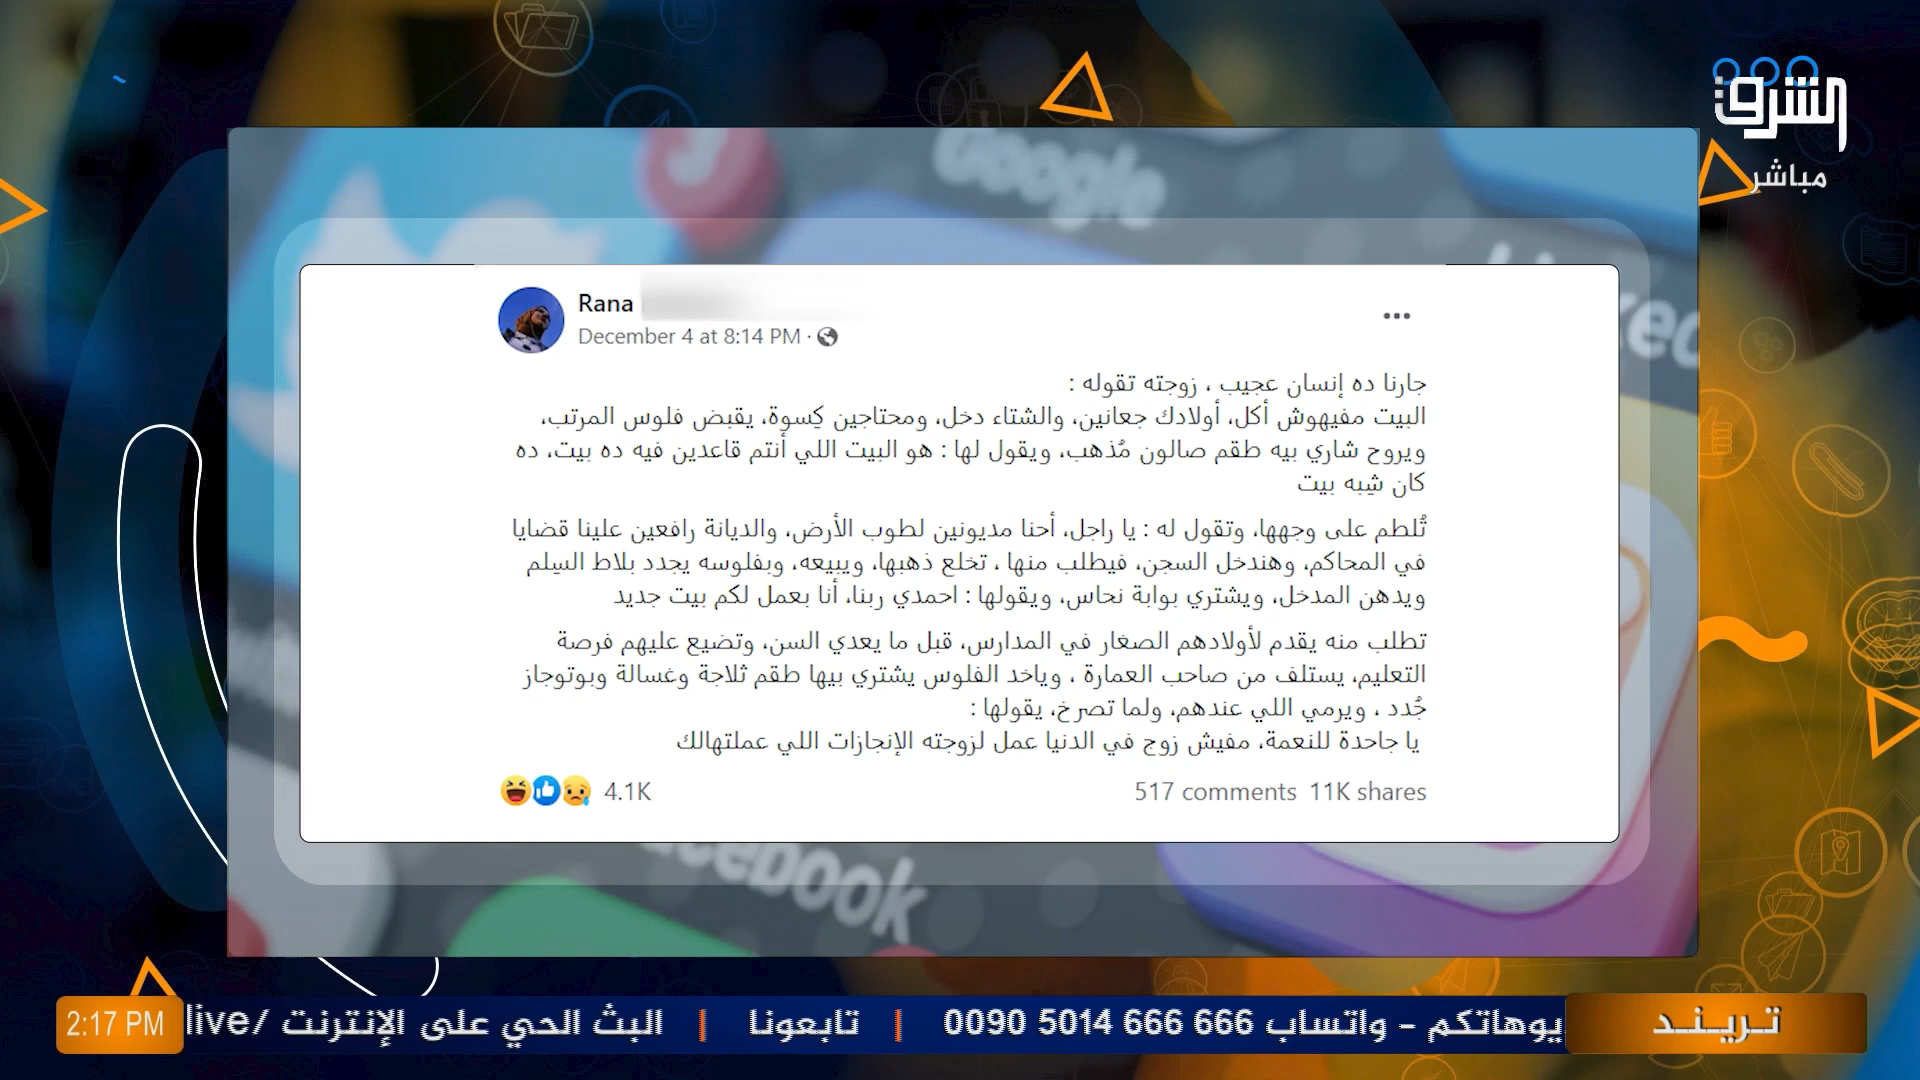 الشرق
مباشر
Google
Rana
December 4 at 8:14 PM ·
جارنا ده إنسان عجيب ، زوجته تقوله :
البيت مفيهوش أكل، أولادك جعانين، والشتاء دخل، ومحتاجين كِسوة، يقبض فلوس المرتب،
ويروح شاري بيه طقم صالون مُذهب، ويقول لها : هو البيت اللي أنتم قاعدين فيه ده بيت، ده
كان شِبه بيت
تُلطم على وجهها، وتقول له : يا راجل، أحنا مديونين لطوب الأرض، والديانة رافعين علينا قضايا
في المحاكم، وهندخل السجن، فيطلب منها ، تخلع ذهبها، ويبيعه، وبفلوسه يجدد بلاط السِلم
ويدهن المدخل، ويشتري بوابة نحاس، ويقولها : احمدي ربنا، أنا بعمل لكم بيت جديد
تطلب منه يقدم لأولادهم الصغار في المدارس، قبل ما يعدي السن، وتضيع عليهم فرصة
التعليم، يستلف من صاحب العمارة ، وياخد الفلوس يشتري بيها طقم ثلاجة وغسالة وبوتوجاز
جُدد ، ويرمي اللي عندهم، ولما تصرخ، يقولها :
يا جاحدة للنعمة، مفيش زوج في الدنيا عمل لزوجته الإنجازات اللي عملتهالك
4.1K
517 comments 11K shares
acebook
تريند
يوهاتكم - واتساب 666 666 5014 0090 | تابعونا | البث الحي على الإنترنت /live
2:17 PM